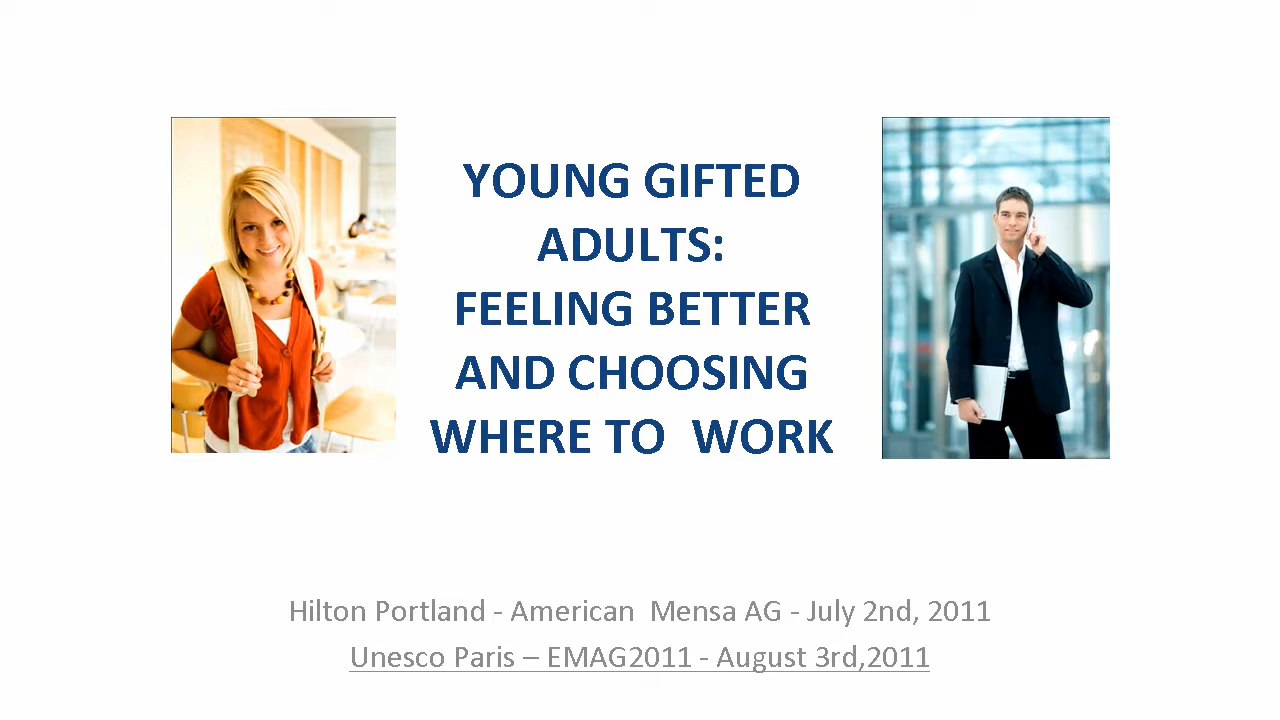 YOUNG GIFTED
ADULTS:
FEELING BETTER
AND CHOOSING
WHERE TO  WORK
Hilton Portland - American  Mensa AG - July 2nd, 2011
Unesco Paris – EMAG2011 - August 3rd,2011